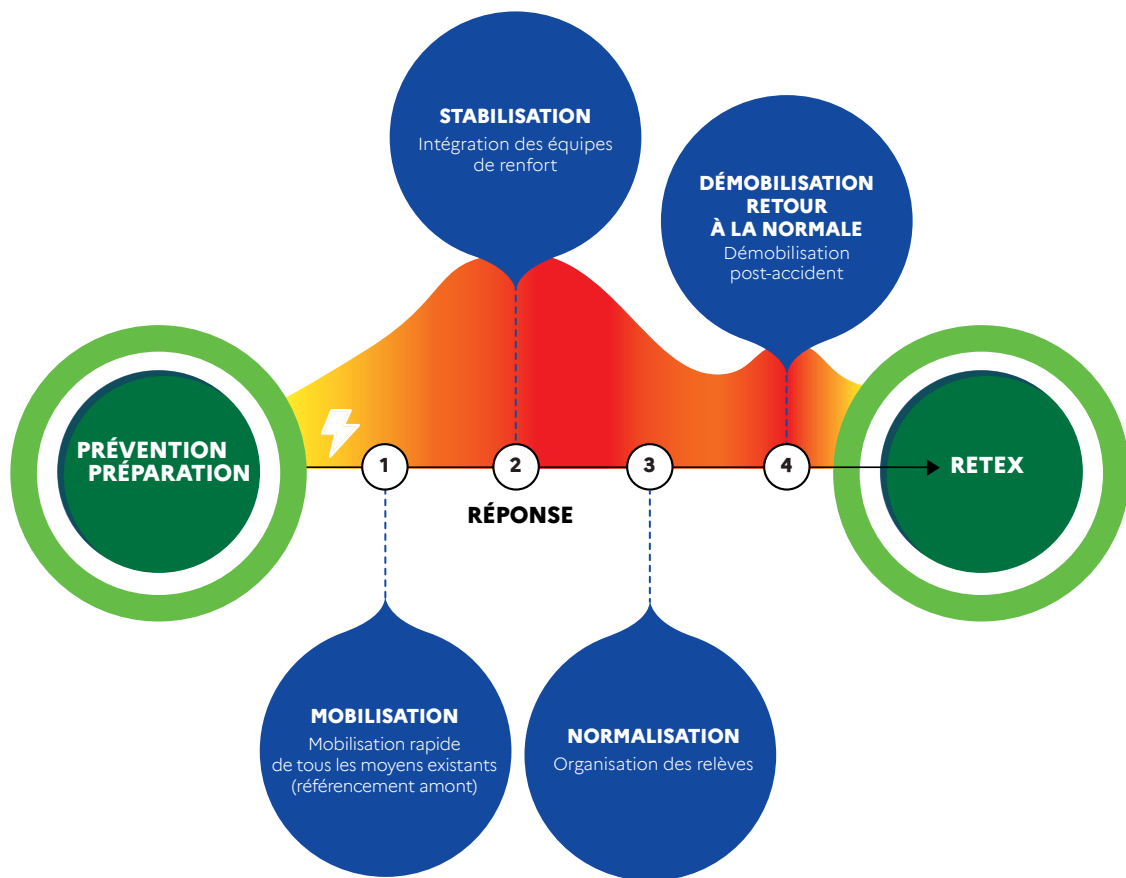 STABILISATION
Intégration des équipes
de renfort
DÉMOBILISATION
RETOUR
À LA NORMALE
Démobilisation
post-accident
PRÉVENTION
PRÉPARATION
1
2
3
4
RETEX
RÉPONSE
MOBILISATION
Mobilisation rapide
de tous les moyens existants
(référencement amont)
NORMALISATION
Organisation des relèves